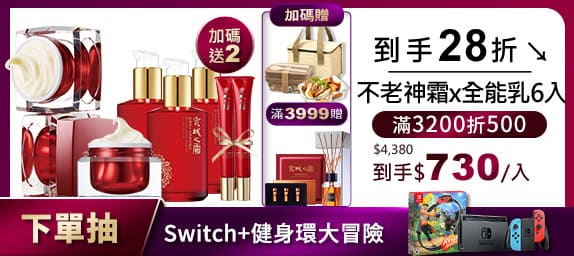 加碼
送2
加碼贈
滿3999贈
到手28折↘
不老神霜x全能乳6入
滿3200折500
$4,380
到手$730/入
下單抽
Switch+健身環大冒險